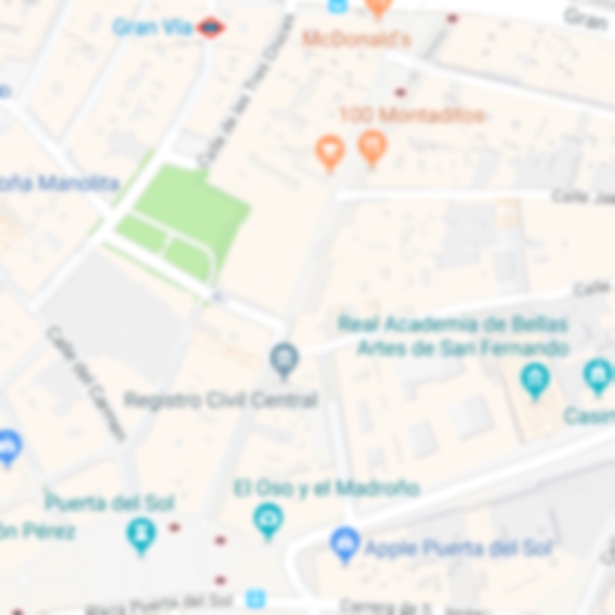 Gran Vía
Gran
McDonald's
Calle de las Tres Cruces
100 Montaditos
oña Manolita
Calle
Calle
Real Academia de Bellas
Artes de San Fernando
Calle del Carmen
Registro Civil Central
Casin
El Oso y el Madroño
Puerta del Sol
ón Pérez
Apple Puerta del Sol
Plaza Puerta del Sol
Carrera de S.